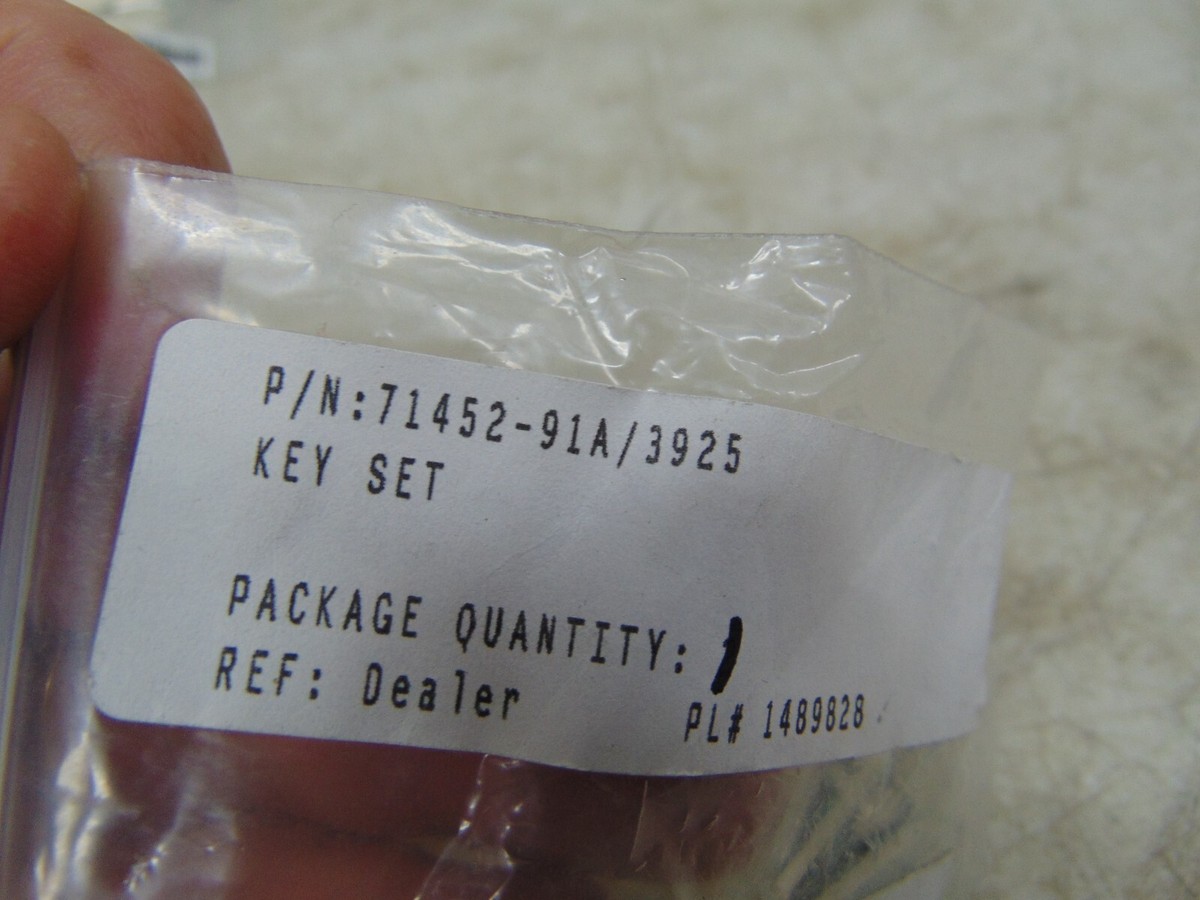 P/N:71452-91A/3925
KEY SET
PACKAGE QUANTITY: 1
REF: Dealer
PL# 1489828